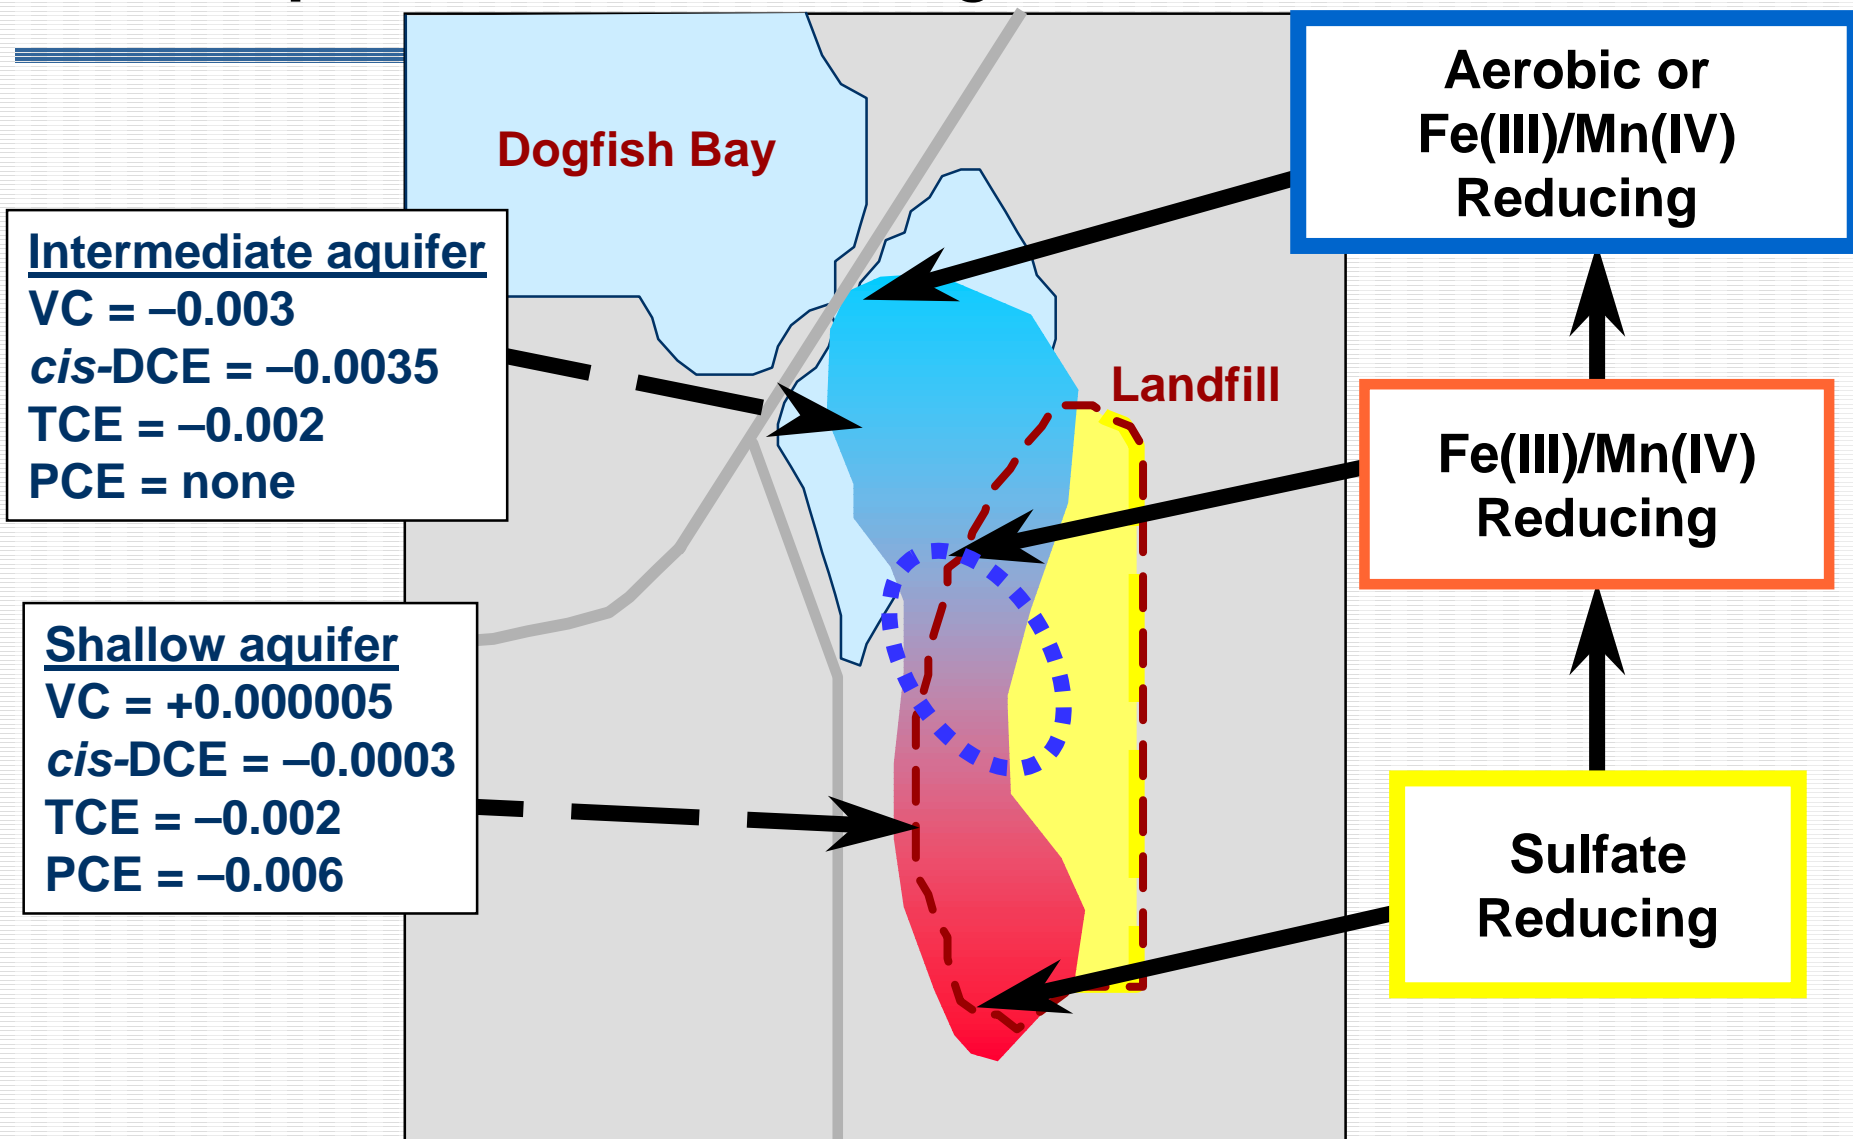 Dogfish Bay
Aerobic or
Fe(III)/Mn(IV)
Reducing
Intermediate aquifer
VC = –0.003
cis-DCE = –0.0035
TCE = –0.002
PCE = none
Landfill
Fe(III)/Mn(IV)
Reducing
Shallow aquifer
VC = +0.000005
cis-DCE = –0.0003
TCE = –0.002
PCE = –0.006
Sulfate
Reducing